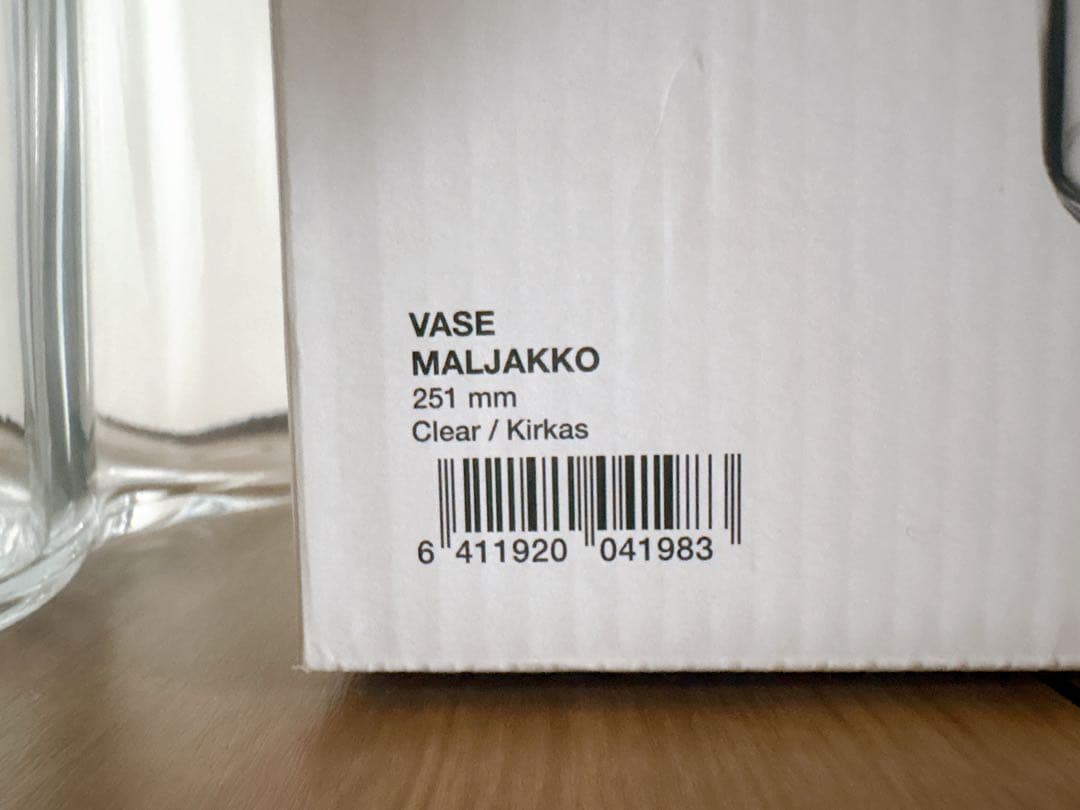 VASE
MALJAKKO
251 mm
Clear / Kirkas
6 411920 041983